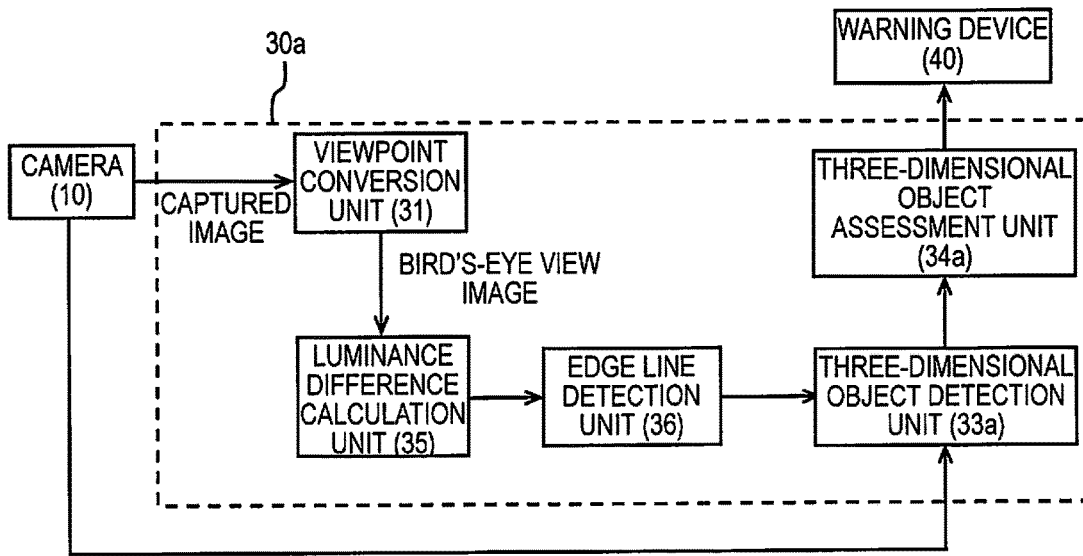 30a
WARNING DEVICE
(40)
CAMERA
(10)
CAPTURED
IMAGE
VIEWPOINT
CONVERSION
UNIT (31)
BIRD'S-EYE VIEW
IMAGE
LUMINANCE
DIFFERENCE
CALCULATION
UNIT (35)
EDGE LINE
DETECTION
UNIT (36)
THREE-DIMENSIONAL
OBJECT DETECTION
UNIT (33a)
THREE-DIMENSIONAL
OBJECT
ASSESSMENT UNIT
(34a)